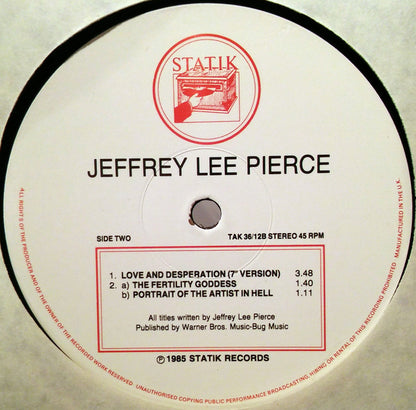 STATIK
JEFFREY LEE PIERCE
SIDE TWO
TAK 36/12B STEREO 45 RPM
1. LOVE AND DESPERATION (7" VERSION) 3.48
2. a) THE FERTILITY GODDESS 1.40
b) PORTRAIT OF THE ARTIST IN HELL 1.11
All titles written by Jeffrey Lee Pierce
Published by Warner Bros. Music-Bug Music
Ⓟ 1985 STATIK RECORDS
ALL RIGHTS OF THE PRODUCER AND OF THE OWNER OF THE RECORDED WORK RESERVED. UNAUTHORISED COPYING PUBLIC PERFORMANCE BROADCASTING, HIRING OR RENTAL OF THIS RECORDING PROHIBITED. MANUFACTURED IN THE U.K.